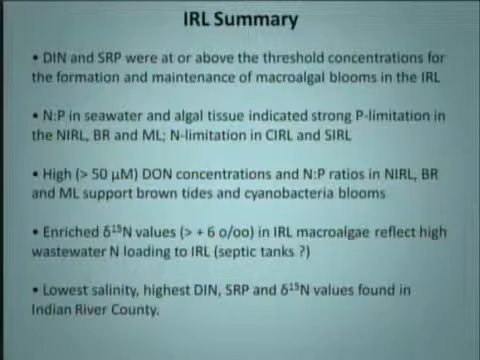 IRL Summary
• DIN and SRP were at or above the threshold concentrations for
the formation and maintenance of macroalgal blooms in the IRL
• N:P in seawater and algal tissue indicated strong P-limitation in
the NIRL, BR and ML; N-limitation in CIRL and SIRL
• High (> 50 μM) DON concentrations and N:P ratios in NIRL, BR
and ML support brown tides and cyanobacteria blooms
• Enriched δ¹⁵N values (> + 6 o/oo) in IRL macroalgae reflect high
wastewater N loading to IRL (septic tanks ?)
• Lowest salinity, highest DIN, SRP and δ¹⁵N values found in
Indian River County.